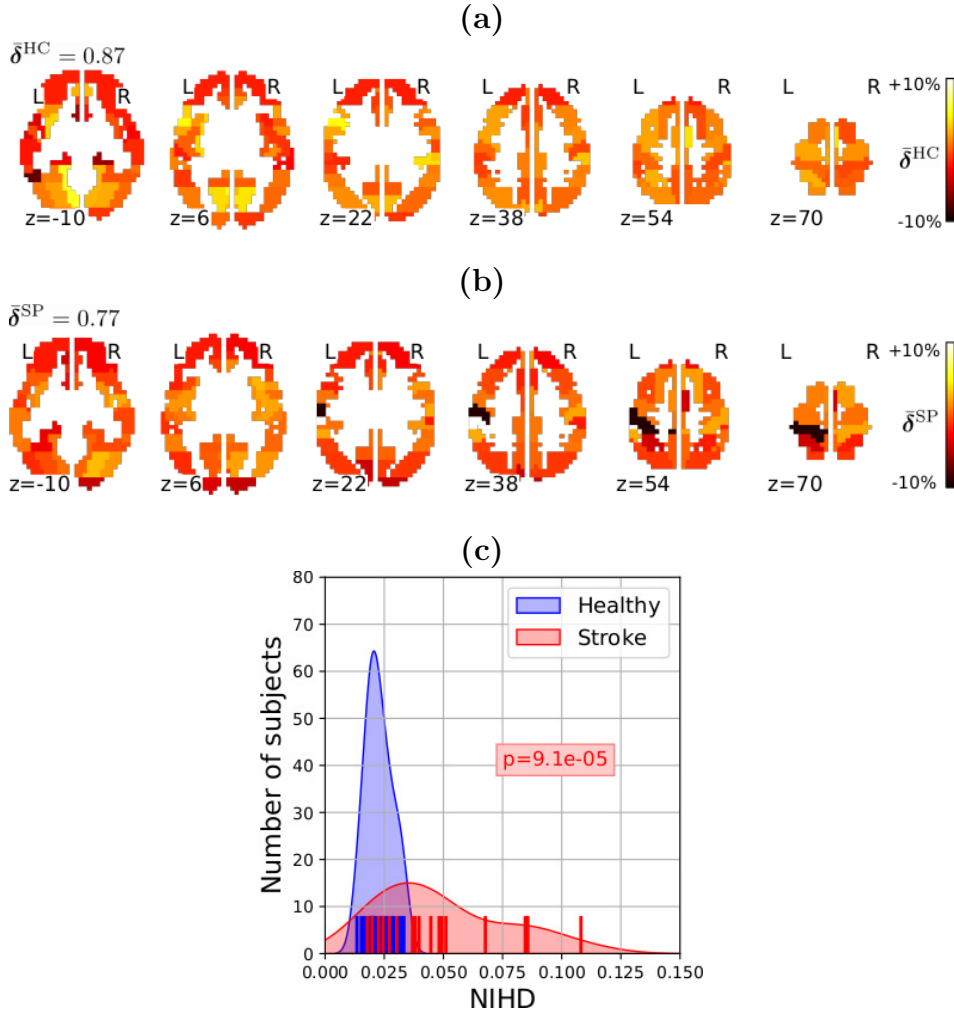 (a)
δ̄^HC = 0.87
L R L R L R L R L R L R
+10%
δ̄^HC
-10%
z=-10 z=6 z=22 z=38 z=54 z=70
(b)
δ̄^SP = 0.77
L R L R L R L R L R L R
+10%
δ̄^SP
-10%
z=-10 z=6 z=22 z=38 z=54 z=70
(c)
80
70
60
50
40
30
20
10
0
Number of subjects
Healthy
Stroke
p=9.1e-05
0.000 0.025 0.050 0.075 0.100 0.125 0.150
NIHD